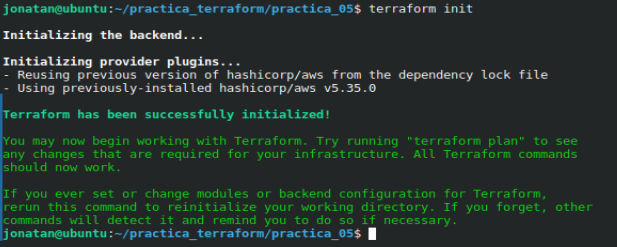 jonatan@ubuntu:~/practica_terraform/practica_05$ terraform init
Initializing the backend...
Initializing provider plugins...
- Reusing previous version of hashicorp/aws from the dependency lock file
- Using previously-installed hashicorp/aws v5.35.0
Terraform has been successfully initialized!
You may now begin working with Terraform. Try running "terraform plan" to see
any changes that are required for your infrastructure. All Terraform commands
should now work.
If you ever set or change modules or backend configuration for Terraform,
rerun this command to reinitialize your working directory. If you forget, other
commands will detect it and remind you to do so if necessary.
jonatan@ubuntu:~/practica_terraform/practica_05$